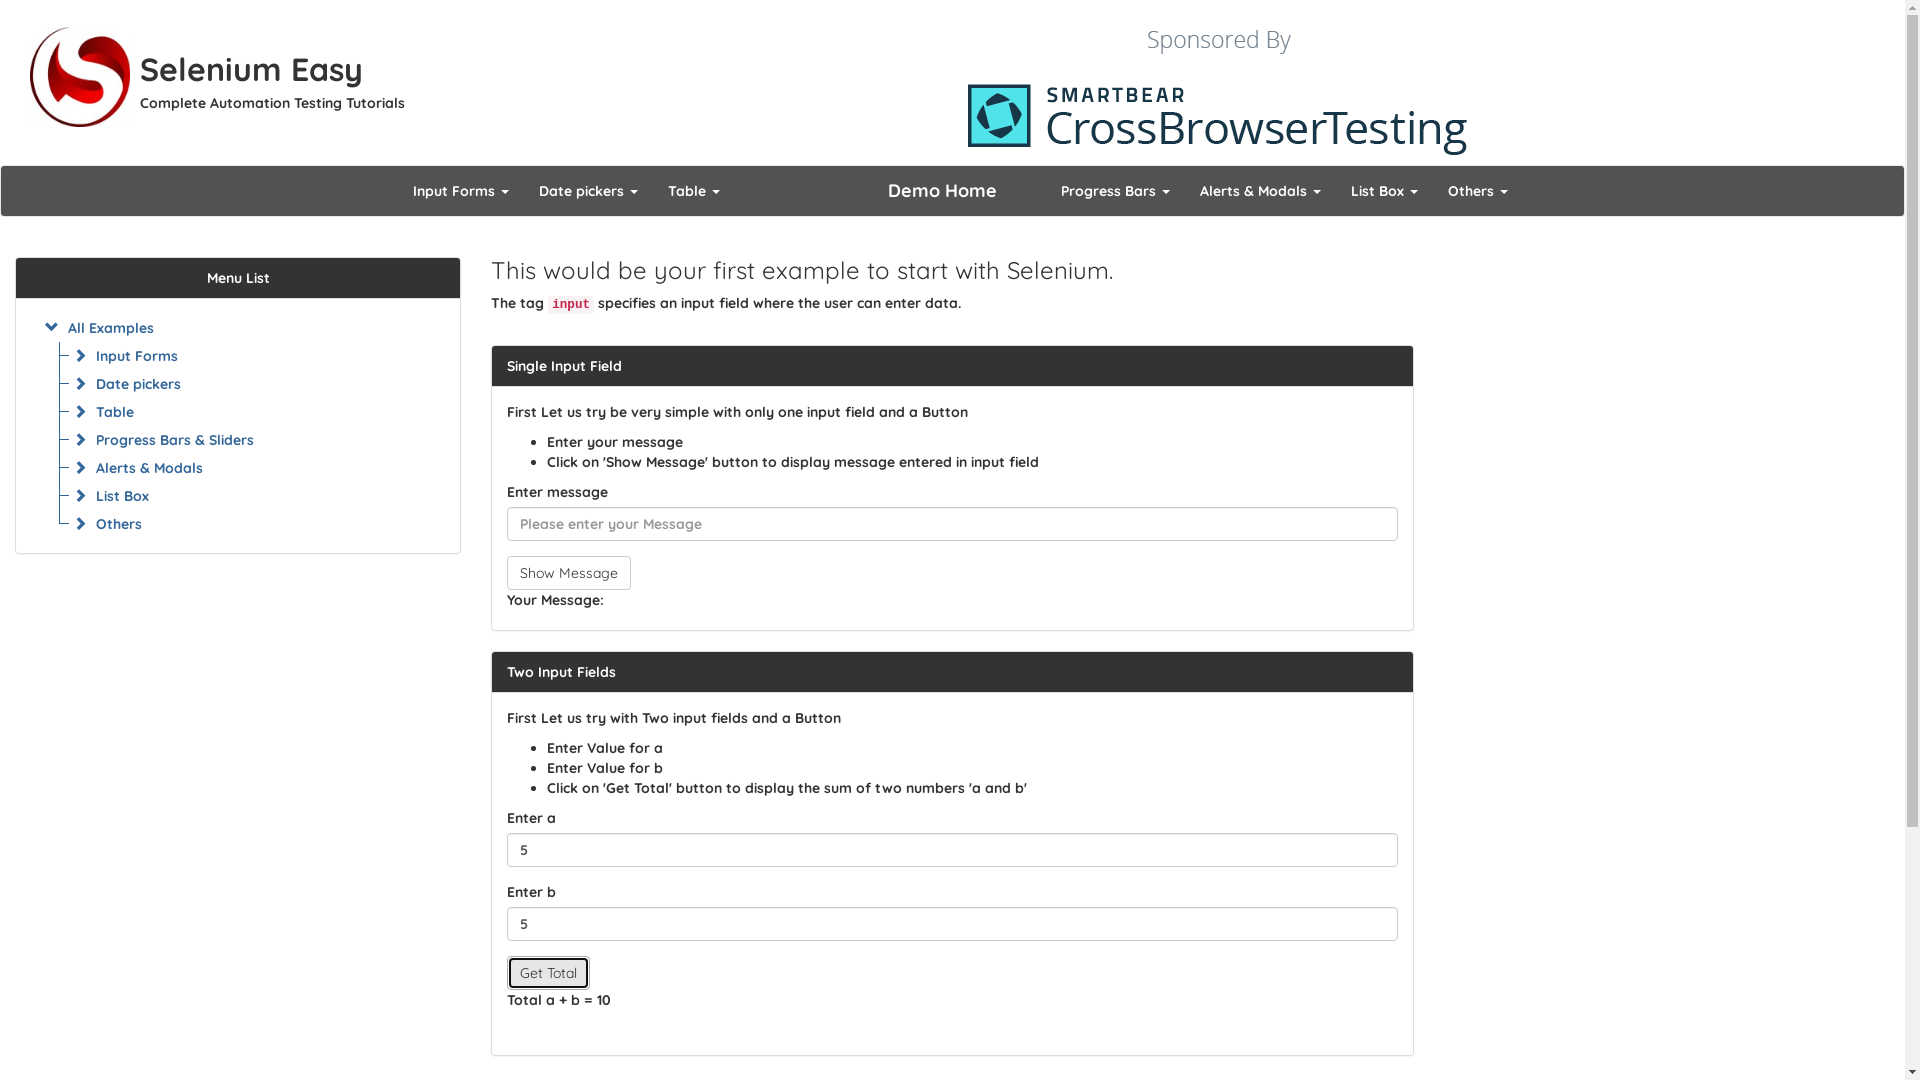 Selenium Easy
Complete Automation Testing Tutorials
Sponsored By
SMARTBEAR
CrossBrowserTesting
Input Forms
Date pickers
Table
Demo Home
Progress Bars
Alerts & Modals
List Box
Others
Menu List
All Examples
Input Forms
Date pickers
Table
Progress Bars & Sliders
Alerts & Modals
List Box
Others
This would be your first example to start with Selenium.
The tag input specifies an input field where the user can enter data.
Single Input Field
First Let us try be very simple with only one input field and a Button
Enter your message
Click on 'Show Message' button to display message entered in input field
Enter message
Please enter your Message
Show Message
Your Message:
Two Input Fields
First Let us try with Two input fields and a Button
Enter Value for a
Enter Value for b
Click on 'Get Total' button to display the sum of two numbers 'a and b'
Enter a
5
Enter b
5
Get Total
Total a + b = 10